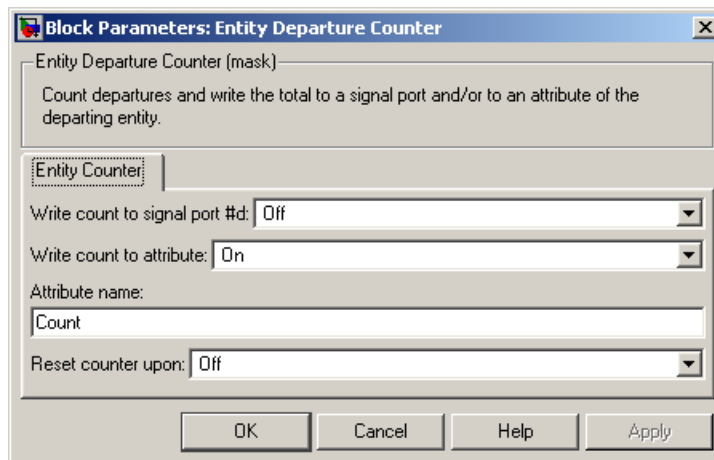 Block Parameters: Entity Departure Counter
Entity Departure Counter (mask)
Count departures and write the total to a signal port and/or to an attribute of the
departing entity.
Entity Counter
Write count to signal port #d: Off
Write count to attribute: On
Attribute name:
Count
Reset counter upon: Off
OK Cancel Help Apply